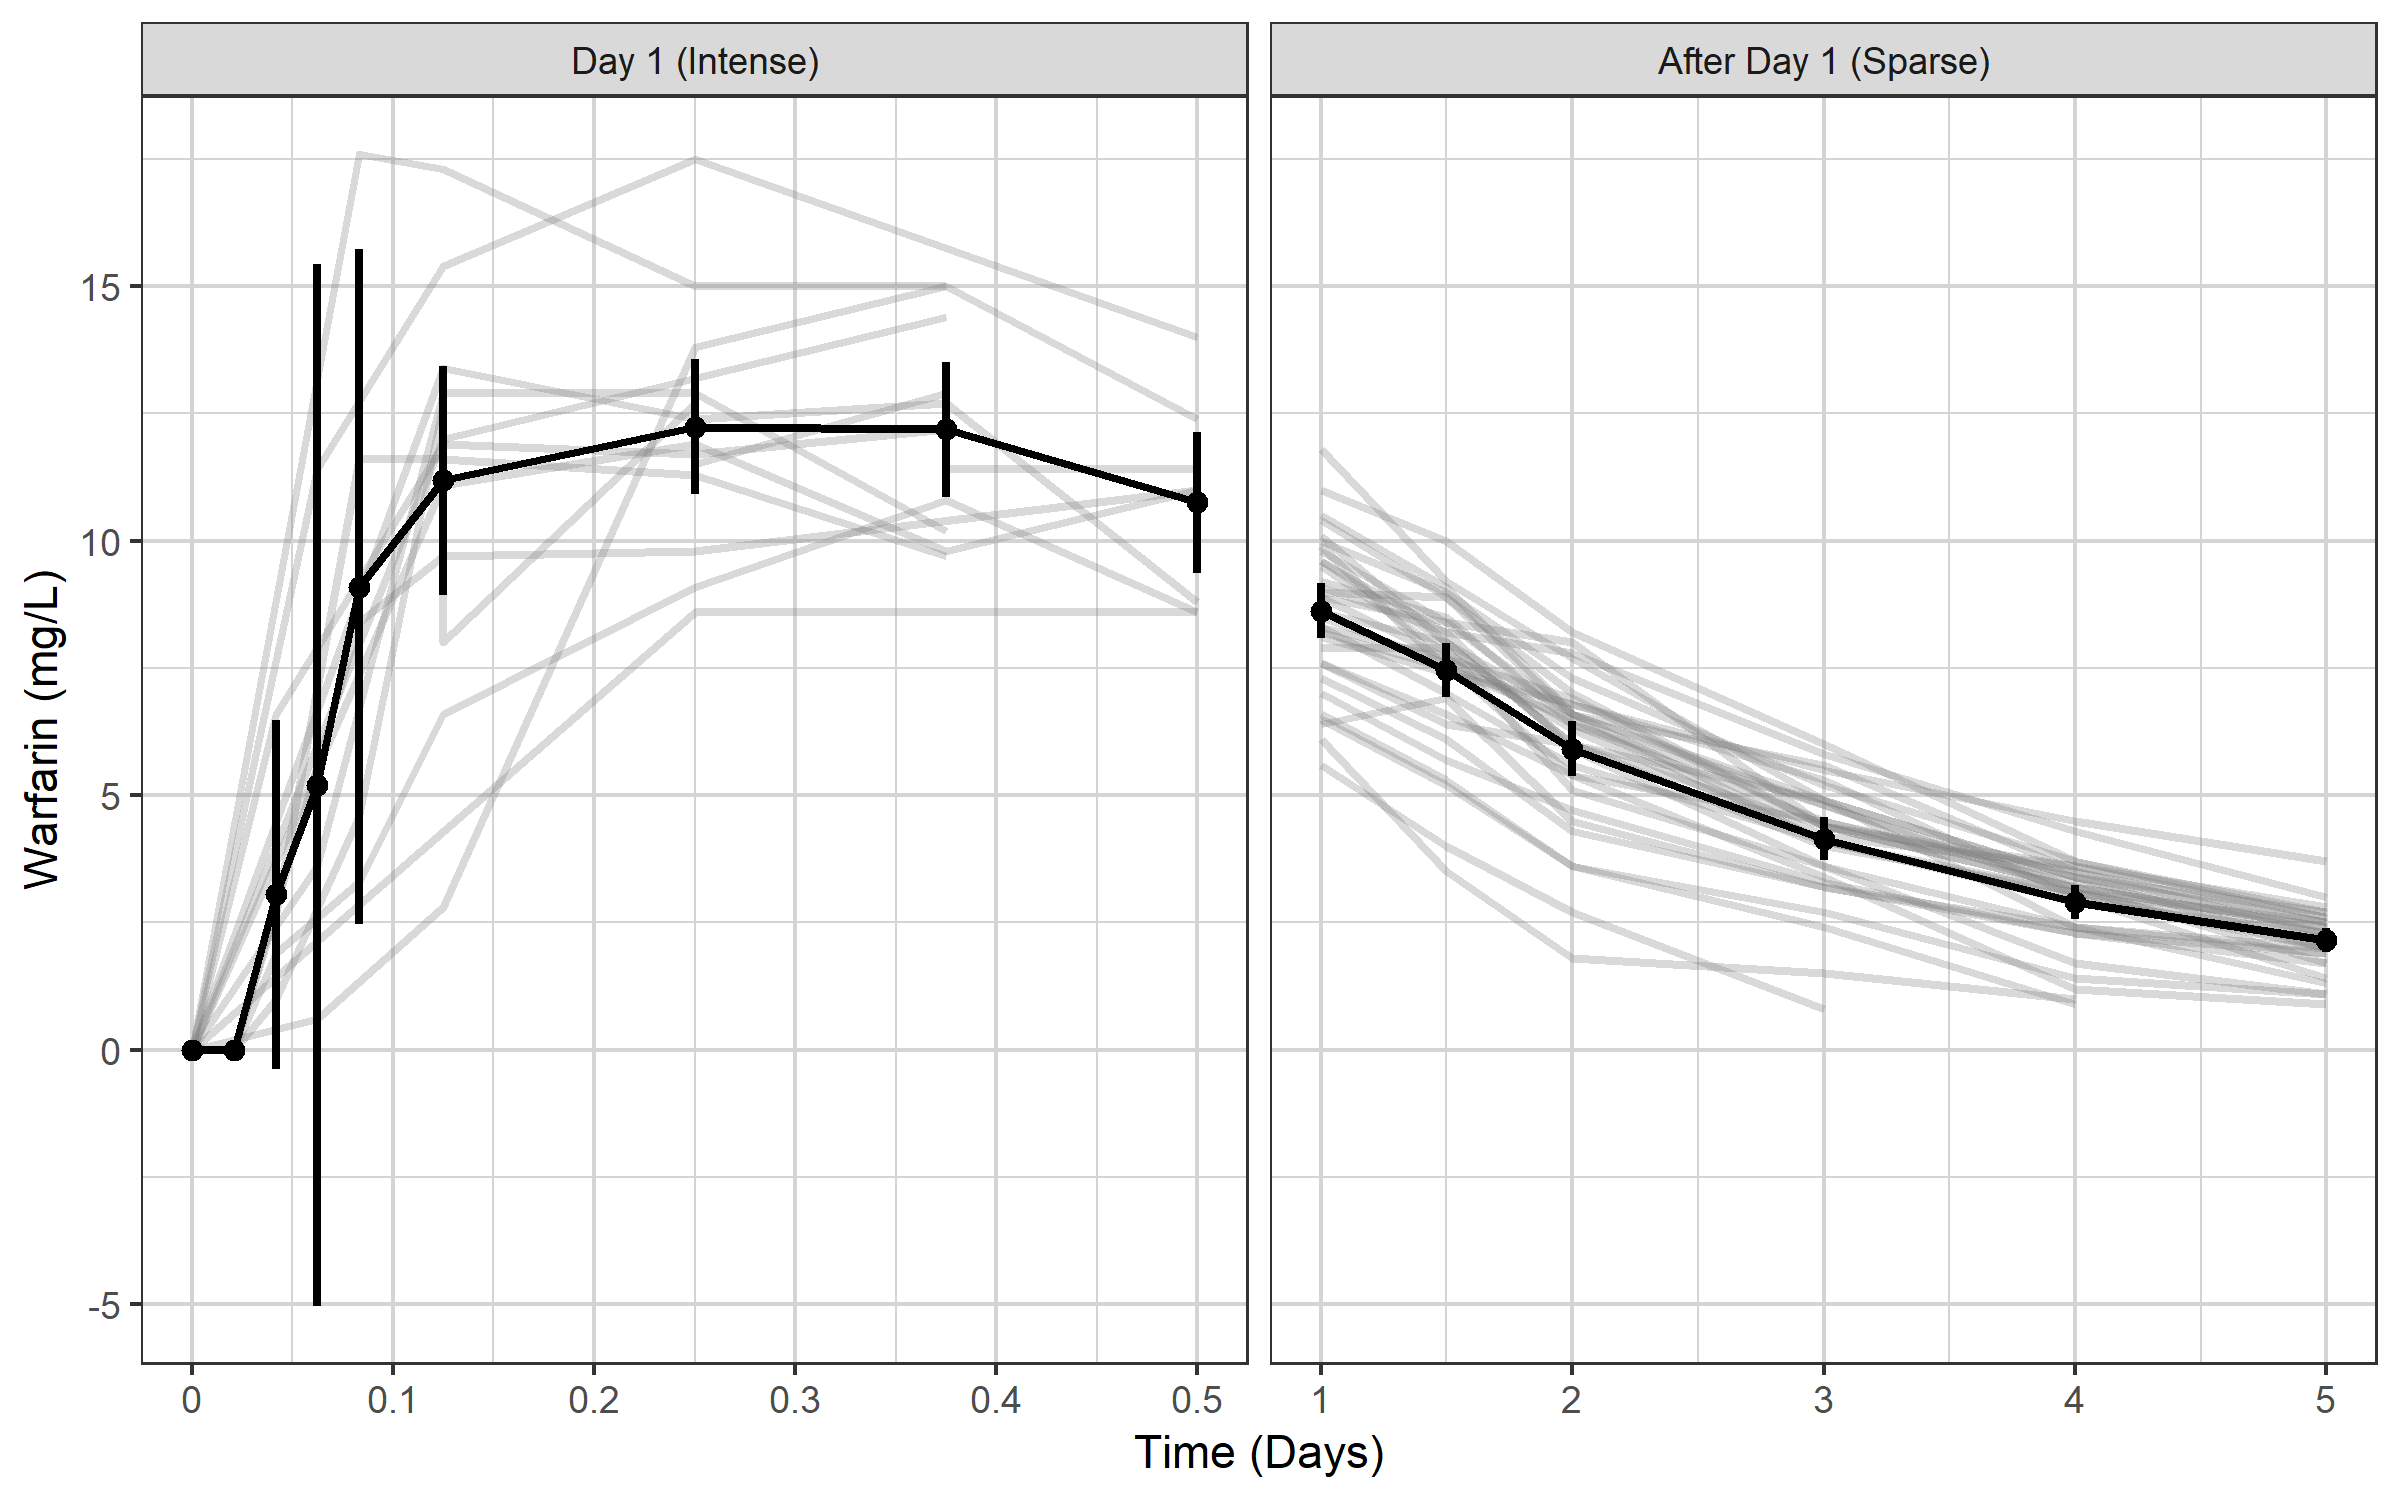 Day 1 (Intense)
After Day 1 (Sparse)
Warfarin (mg/L)
15
10
5
0
-5
0 0.1 0.2 0.3 0.4 0.5
1 2 3 4 5
Time (Days)